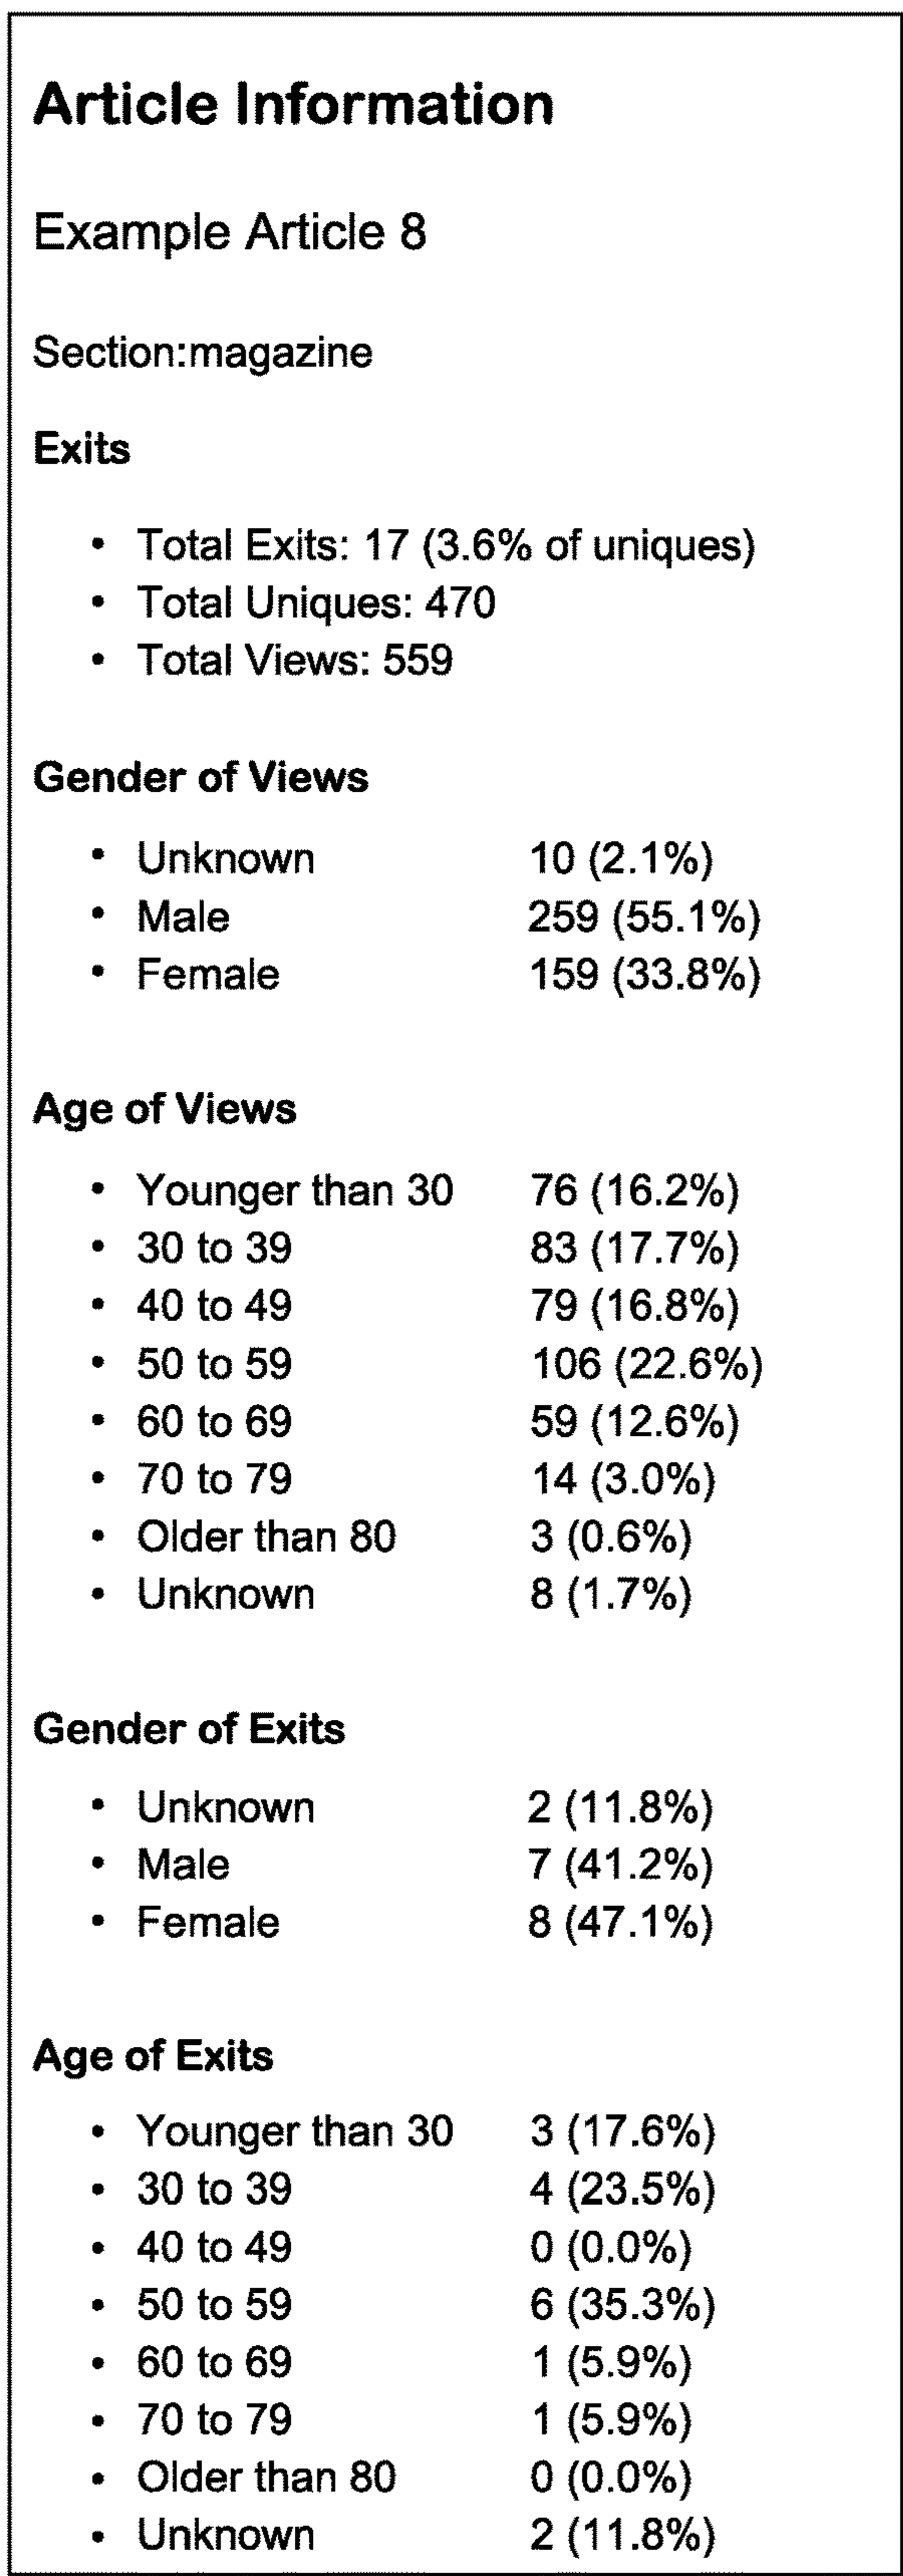 Article Information
Example Article 8
Section:magazine
Exits
• Total Exits: 17 (3.6% of uniques)
• Total Uniques: 470
• Total Views: 559
Gender of Views
• Unknown 10 (2.1%)
• Male 259 (55.1%)
• Female 159 (33.8%)
Age of Views
• Younger than 30 76 (16.2%)
• 30 to 39 83 (17.7%)
• 40 to 49 79 (16.8%)
• 50 to 59 106 (22.6%)
• 60 to 69 59 (12.6%)
• 70 to 79 14 (3.0%)
• Older than 80 3 (0.6%)
• Unknown 8 (1.7%)
Gender of Exits
• Unknown 2 (11.8%)
• Male 7 (41.2%)
• Female 8 (47.1%)
Age of Exits
• Younger than 30 3 (17.6%)
• 30 to 39 4 (23.5%)
• 40 to 49 0 (0.0%)
• 50 to 59 6 (35.3%)
• 60 to 69 1 (5.9%)
• 70 to 79 1 (5.9%)
• Older than 80 0 (0.0%)
• Unknown 2 (11.8%)